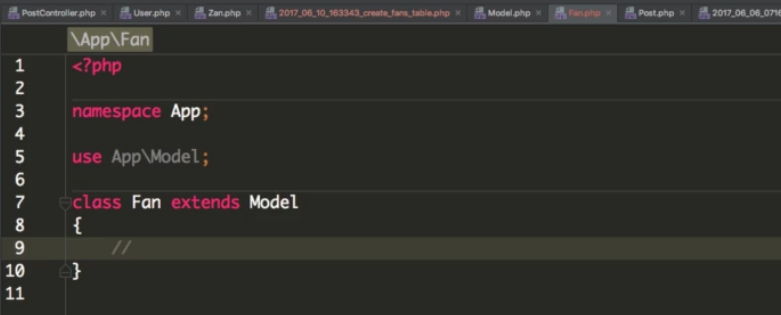 PostController.php × User.php × Zan.php × 2017_06_10_163343_create_fans_table.php × Model.php × Fan.php × Post.php × 2017_06_06_0716
\App\Fan
1 <?php
2
3 namespace App;
4
5 use App\Model;
6
7 class Fan extends Model
8 {
9 //
10 }
11